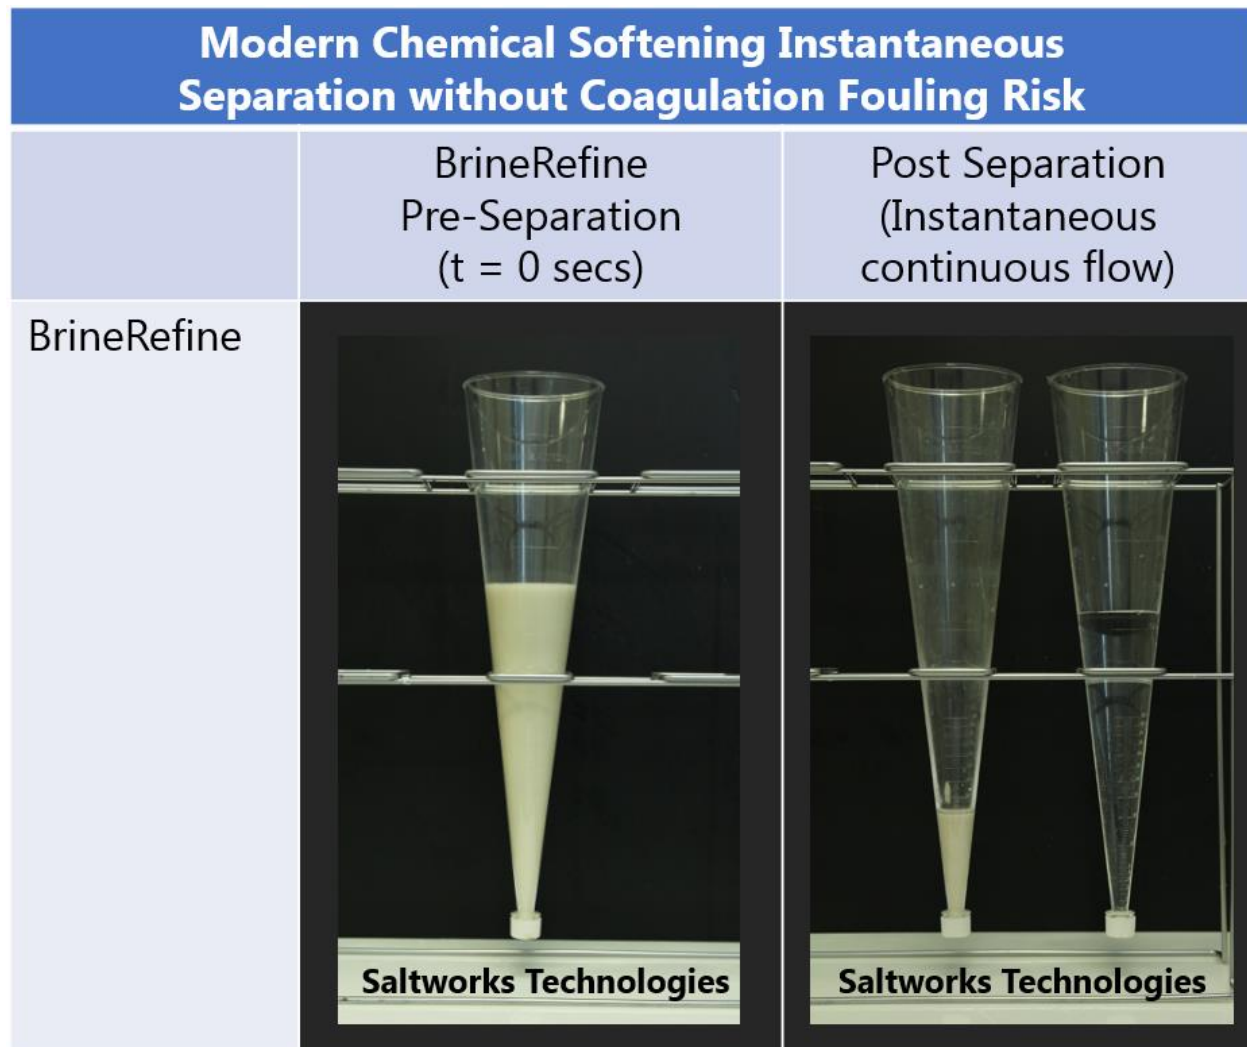 Modern Chemical Softening Instantaneous
Separation without Coagulation Fouling Risk
BrineRefine
Pre-Separation
(t = 0 secs)
Post Separation
(Instantaneous
continuous flow)
BrineRefine
Saltworks Technologies
Saltworks Technologies